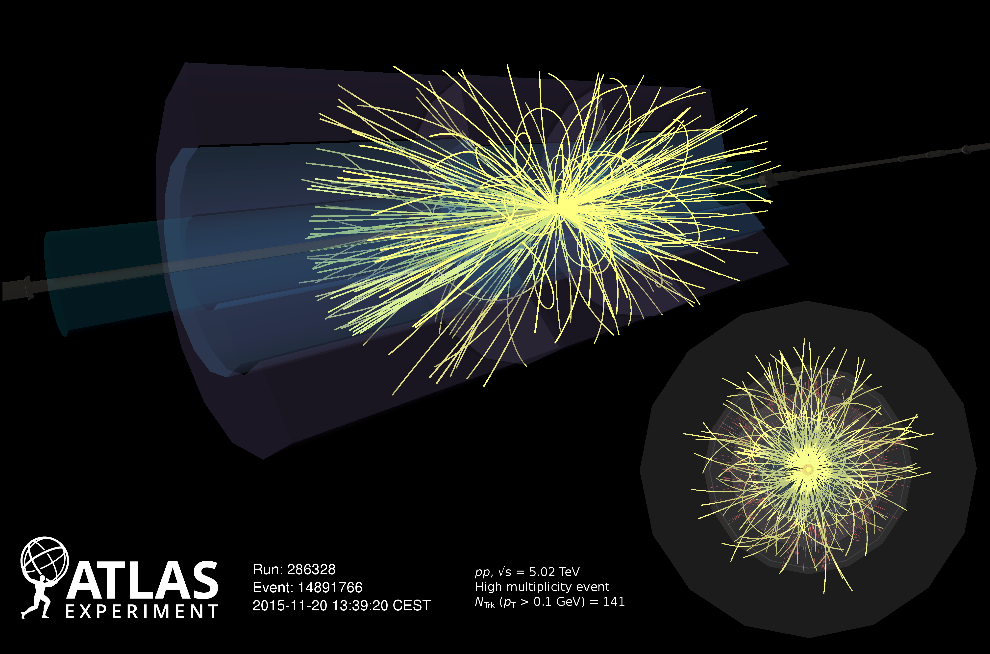 ATLAS
EXPERIMENT
Run: 286328
Event: 14891766
2015-11-20 13:39:20 CEST
pp, √s = 5.02 TeV
High multiplicity event
N_Trk (p_T > 0.1 GeV) = 141